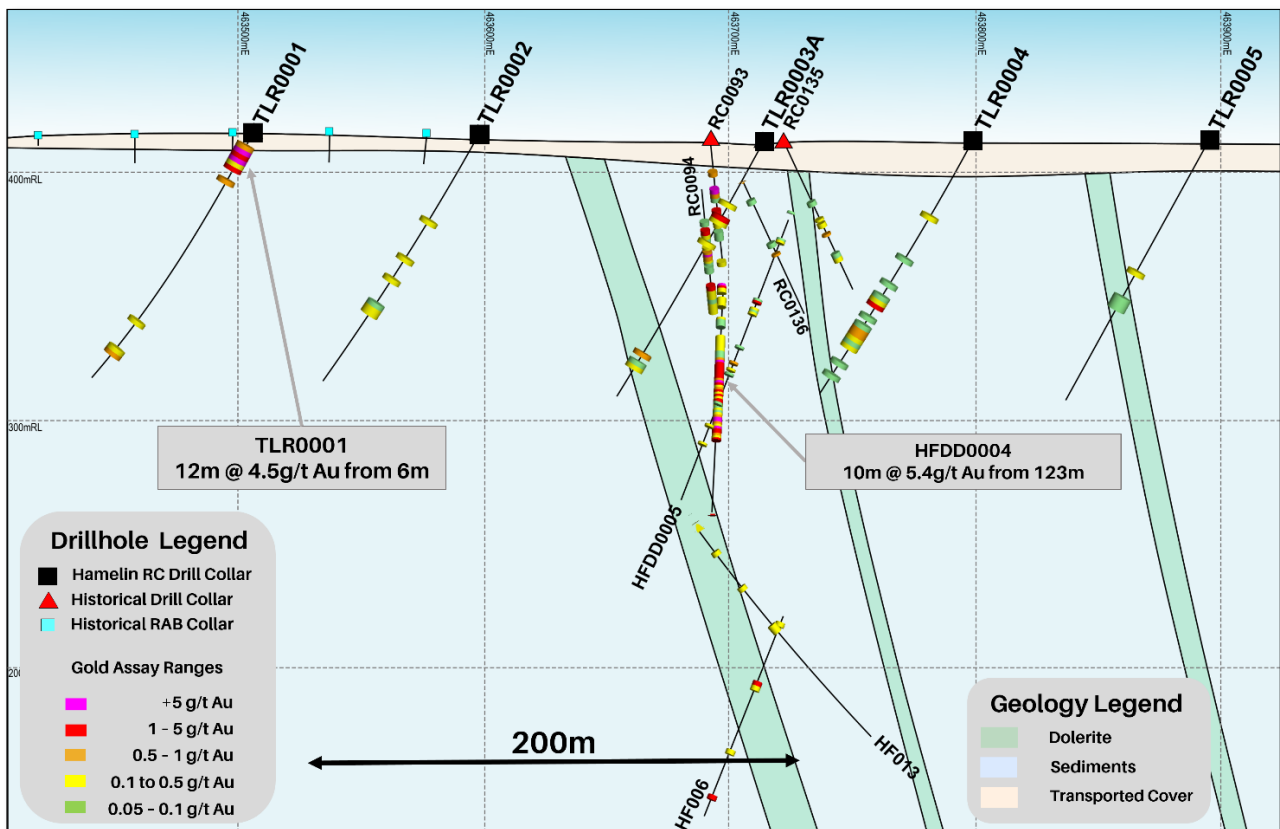 463500mE
463600mE
463700mE
463800mE
463900mE
TLR0001
TLR0002
RC0093
TLR0003A
RC0135
TLR0004
TLR0005
400mRL
RC0094
RC0136
300mRL
TLR0001
12m @ 4.5g/t Au from 6m
HFDD0004
10m @ 5.4g/t Au from 123m
HFDD0005
Drillhole Legend
Hamelin RC Drill Collar
Historical Drill Collar
Historical RAB Collar
Gold Assay Ranges
+5 g/t Au
1 - 5 g/t Au
0.5 - 1 g/t Au
0.1 to 0.5 g/t Au
0.05 - 0.1 g/t Au
200m
HF006
HF013
Geology Legend
Dolerite
Sediments
Transported Cover